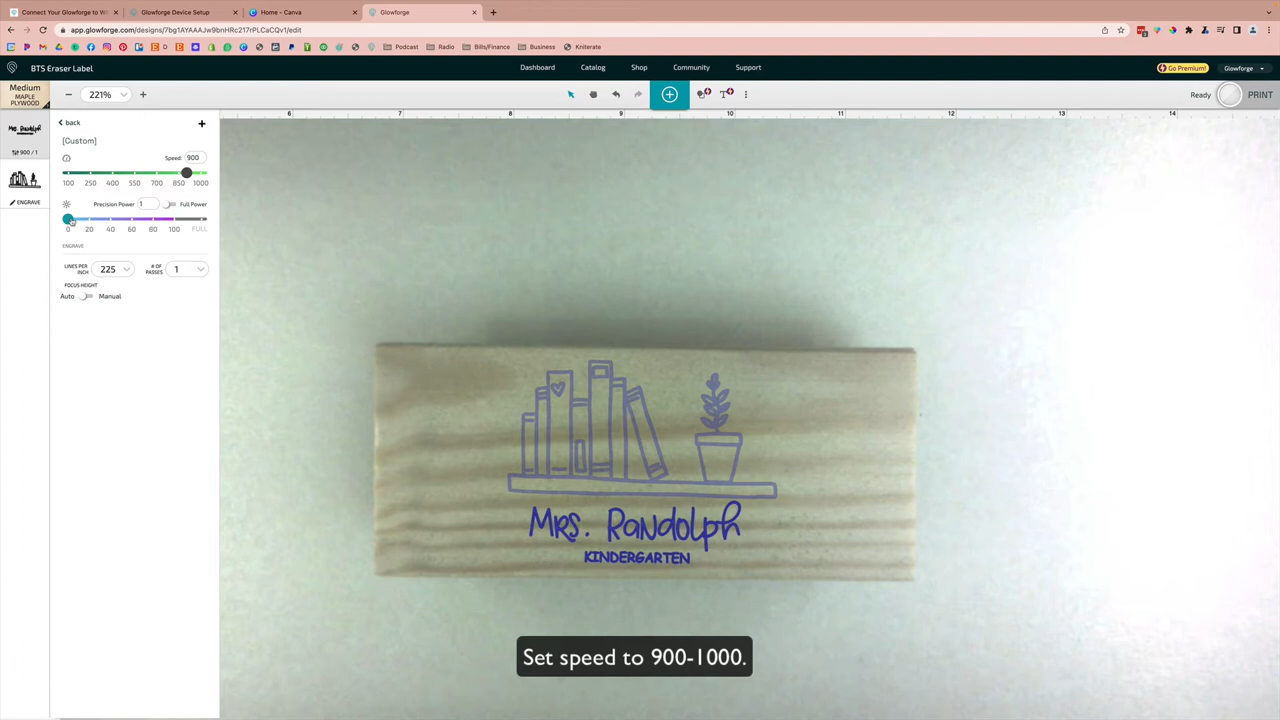 Connect Your Glowforge to W
Glowforge Device Setup
Home - Canva
Glowforge
app.glowforge.com/designs/7bg1AYAAAJw9bnHRc217rPLCaCQv1/edit
Podcast
Radio
Bills/Finance
Business
Kniterate
BTS Eraser Label
Dashboard
Catalog
Shop
Community
Support
Go Premium!
Glowforge
Medium
MAPLE
PLYWOOD
221%
Ready
PRINT
6 7 8 9 10 11 12 13 14
Mrs. Randolph
900 / 1
ENGRAVE
back
[Custom]
Speed: 900
100 250 400 550 700 850 1000
Precision Power 1 Full Power
0 20 40 60 80 100 FULL
ENGRAVE
LINES PER
INCH
225
# OF
PASSES
1
FOCUS HEIGHT
Auto Manual
Mrs. Randolph
KINDERGARTEN
Set speed to 900-1000.